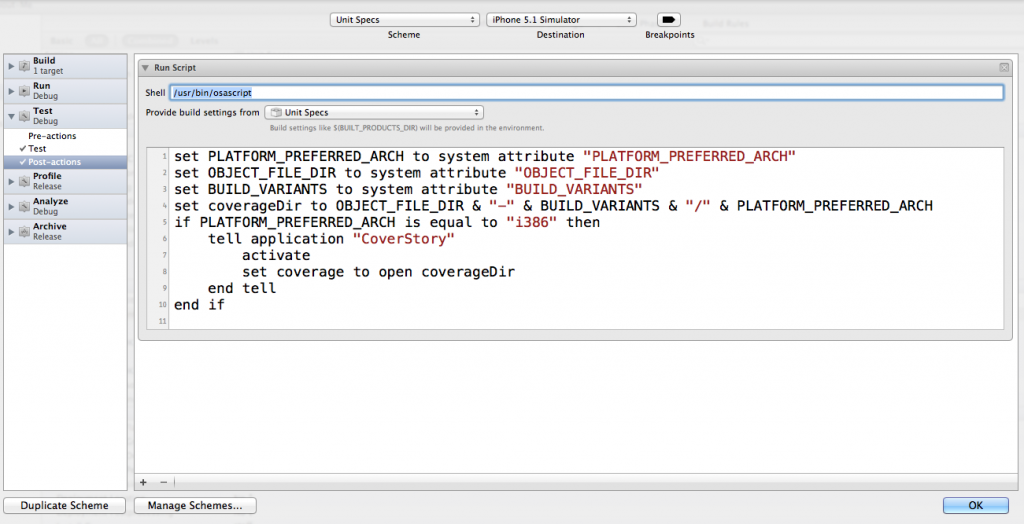 Unit Specs
iPhone 5.1 Simulator
Scheme
Destination
Breakpoints
Build
1 target
Run
Debug
Test
Debug
Pre-actions
Test
Post-actions
Profile
Release
Analyze
Debug
Archive
Release
Run Script
Shell /usr/bin/osascript
Provide build settings from Unit Specs
Build settings like $(BUILT_PRODUCTS_DIR) will be provided in the environment.
1 set PLATFORM_PREFERRED_ARCH to system attribute "PLATFORM_PREFERRED_ARCH"
2 set OBJECT_FILE_DIR to system attribute "OBJECT_FILE_DIR"
3 set BUILD_VARIANTS to system attribute "BUILD_VARIANTS"
4 set coverageDir to OBJECT_FILE_DIR & "-" & BUILD_VARIANTS & "/" & PLATFORM_PREFERRED_ARCH
5 if PLATFORM_PREFERRED_ARCH is equal to "i386" then
6 tell application "CoverStory"
7 activate
8 set coverage to open coverageDir
9 end tell
10 end if
11
Duplicate Scheme
Manage Schemes...
OK